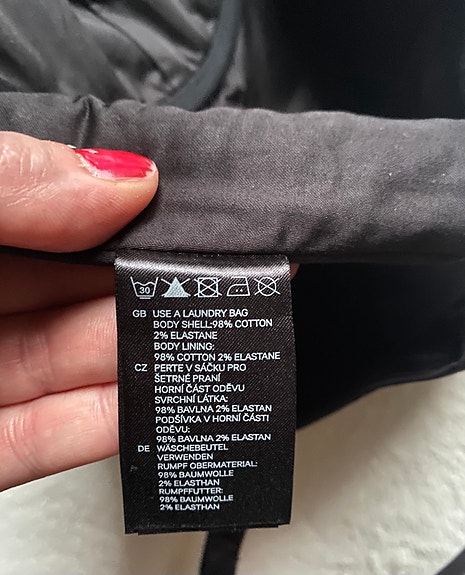 30
GB USE A LAUNDRY BAG
BODY SHELL:98% COTTON
2% ELASTANE
BODY LINING:
98% COTTON 2% ELASTANE
CZ PERTE V SÁČKU PRO
ŠETRNÉ PRANÍ
HORNÍ ČÁST ODĚVU
SVRCHNÍ LÁTKA:
98% BAVLNA 2% ELASTAN
PODŠÍVKA V HORNÍ ČÁSTI
ODĚVU:
98% BAVLNA 2% ELASTAN
DE WÄSCHEBEUTEL
VERWENDEN
RUMPF OBERMATERIAL:
98% BAUMWOLLE
2% ELASTHAN
RUMPFFUTTER:
98% BAUMWOLLE
2% ELASTHAN